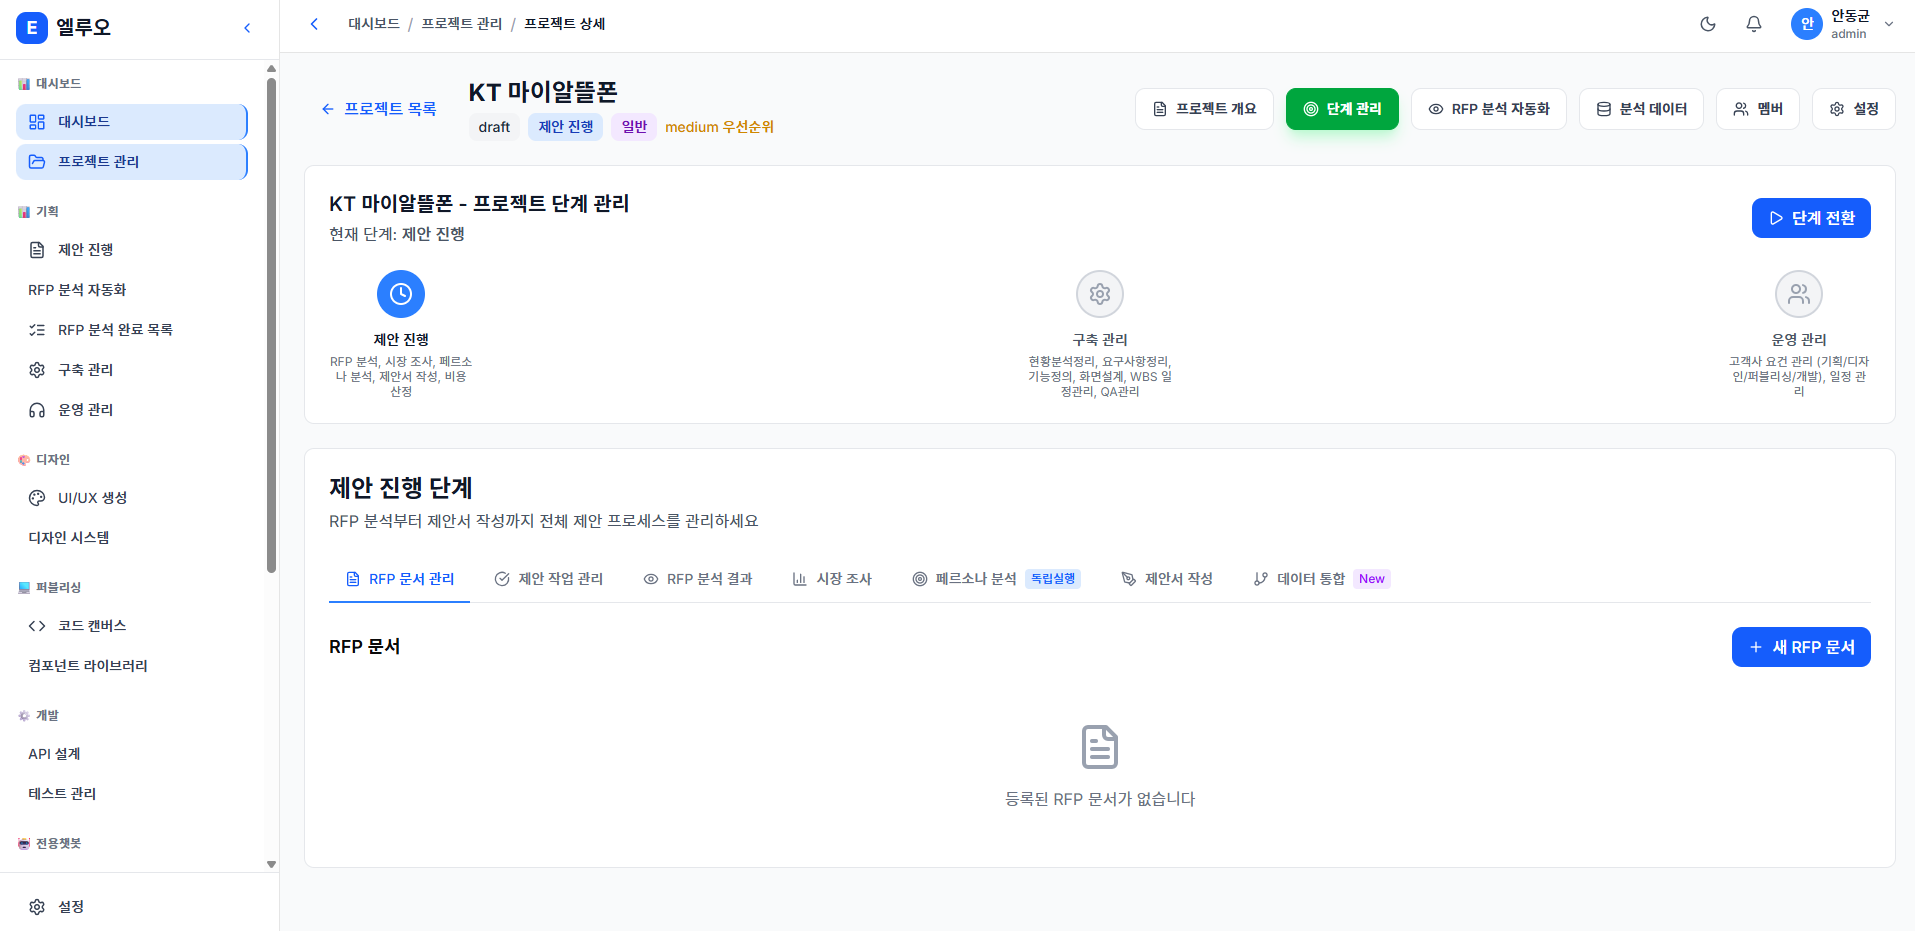 E 엘루오
대시보드 / 프로젝트 관리 / 프로젝트 상세
안 안동균
admin
대시보드
대시보드
프로젝트 관리
기획
제안 진행
RFP 분석 자동화
RFP 분석 완료 목록
구축 관리
운영 관리
디자인
UI/UX 생성
디자인 시스템
퍼블리싱
코드 캔버스
컴포넌트 라이브러리
개발
API 설계
테스트 관리
전용챗봇
설정
프로젝트 목록
KT 마이알뜰폰
draft 제안 진행 일반 medium 우선순위
프로젝트 개요 단계 관리 RFP 분석 자동화 분석 데이터 멤버 설정
KT 마이알뜰폰 - 프로젝트 단계 관리
현재 단계: 제안 진행
단계 전환
제안 진행
RFP 분석, 시장 조사, 페르소
나 분석, 제안서 작성, 비용
산정
구축 관리
현황분석정리, 요구사항정리,
기능정의, 화면설계, WBS 일
정관리, QA관리
운영 관리
고객사 요건 관리 (기획/디자
인/퍼블리싱/개발), 일정 관
리
제안 진행 단계
RFP 분석부터 제안서 작성까지 전체 제안 프로세스를 관리하세요
RFP 문서 관리 제안 작업 관리 RFP 분석 결과 시장 조사 페르소나 분석 독립실행 제안서 작성 데이터 통합 New
RFP 문서
+ 새 RFP 문서
등록된 RFP 문서가 없습니다